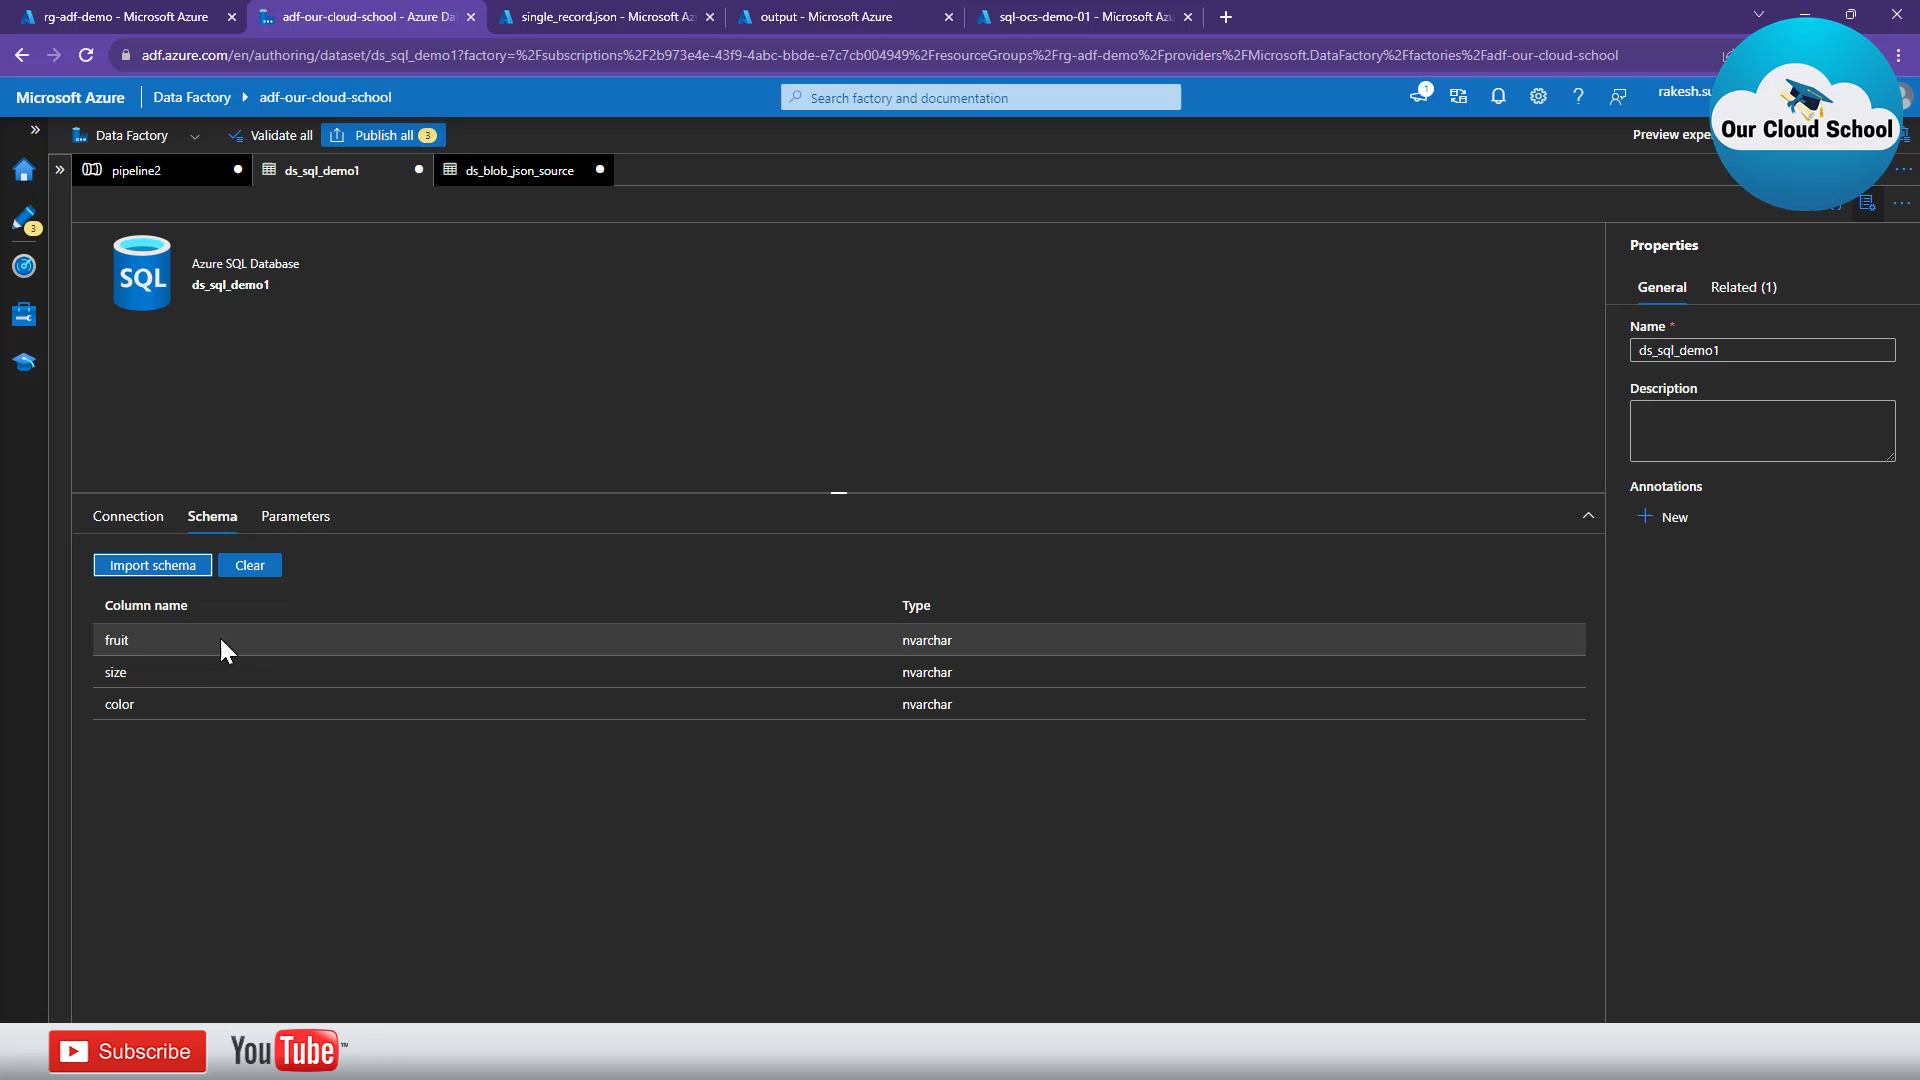 rg-adf-demo - Microsoft Azure
adf-our-cloud-school - Azure Da
single_record.json - Microsoft Az
output - Microsoft Azure
sql-ocs-demo-01 - Microsoft Azu
adf.azure.com/en/authoring/dataset/ds_sql_demo1?factory=%2Fsubscriptions%2F2b973e4e-43f9-4abc-bbde-e7c7cb004949%2FresourceGroups%2Frg-adf-demo%2Fproviders%2FMicrosoft.DataFactory%2Ffactories%2Fadf-our-cloud-school
Microsoft Azure
Data Factory
adf-our-cloud-school
Search factory and documentation
1
rakesh.su
Our Cloud School
Data Factory
Validate all
Publish all
3
Preview expe
pipeline2
ds_sql_demo1
ds_blob_json_source
3
SQL
Azure SQL Database
ds_sql_demo1
Properties
General
Related (1)
Name *
ds_sql_demo1
Description
Annotations
New
Connection
Schema
Parameters
Import schema
Clear
Column name
Type
fruit
nvarchar
size
nvarchar
color
nvarchar
Subscribe
YouTube™